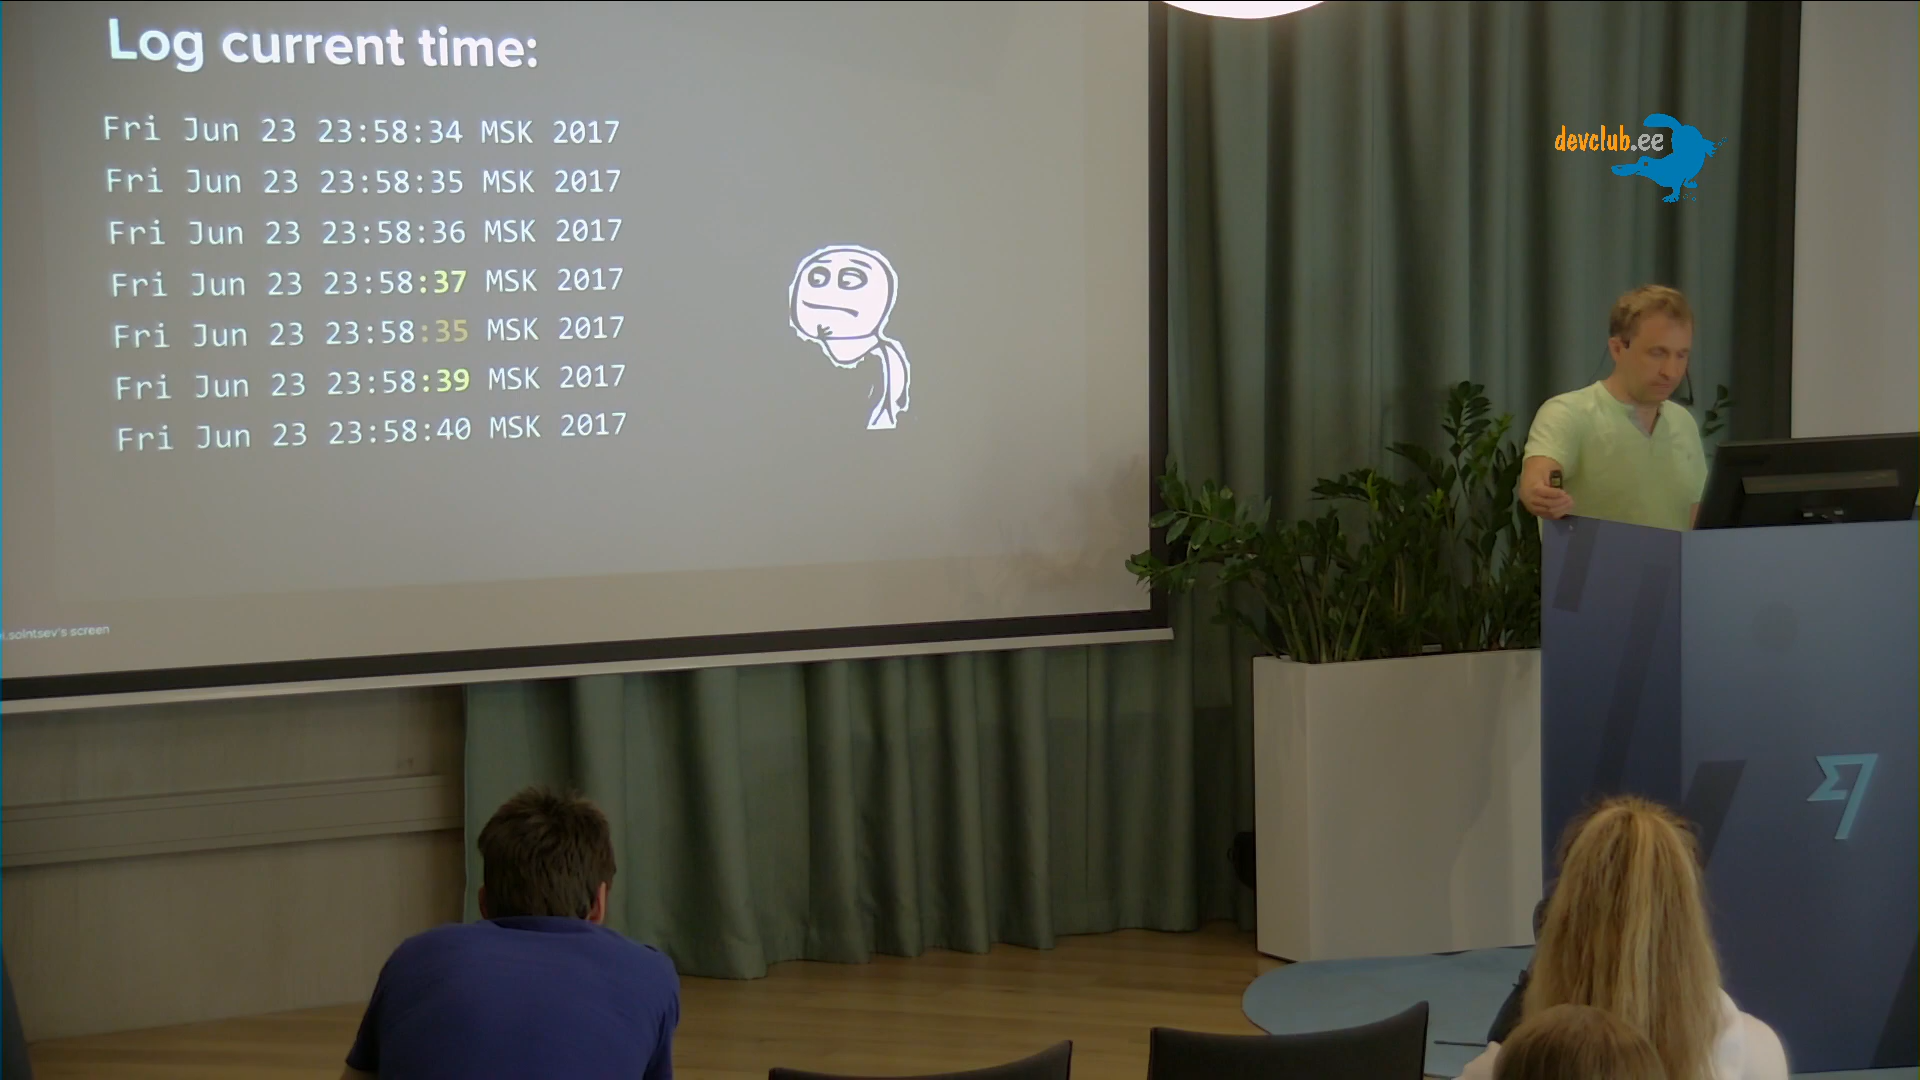 Log current time:
Fri Jun 23 23:58:34 MSK 2017
Fri Jun 23 23:58:35 MSK 2017
Fri Jun 23 23:58:36 MSK 2017
Fri Jun 23 23:58:37 MSK 2017
Fri Jun 23 23:58:35 MSK 2017
Fri Jun 23 23:58:39 MSK 2017
Fri Jun 23 23:58:40 MSK 2017
devclub.ee
screen